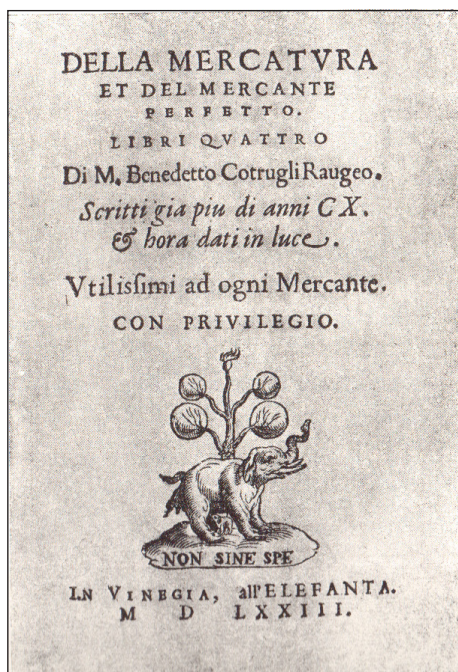 DELLA MERCATVRA
ET DEL MERCANTE
PERFETTO.
LIBRI QVATTRO
Di M. Benedetto Cotrugli Raugeo.
Scritti gia piu di anni CX.
& hora dati in luce.
Vtilissimi ad ogni Mercante.
CON PRIVILEGIO.
NON SINE SPE
IN VINEGIA, all'ELEFANTA.
M D LXXIII.